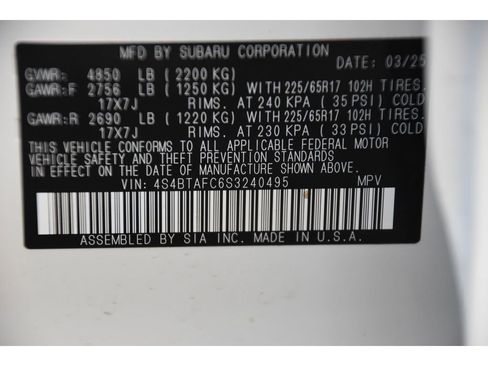 MFD BY SUBARU CORPORATION
DATE: 03/25
GVWR: 4850 LB (2200 KG)
GAWR:F 2756 LB (1250 KG) WITH 225/65R17 102H TIRES.
17X7J RIMS. AT 240 KPA (35 PSI) COLD
GAWR:R 2690 LB (1220 KG) WITH 225/65R17 102H TIRES.
17X7J RIMS. AT 230 KPA (33 PSI) COLD
THIS VEHICLE CONFORMS TO ALL APPLICABLE FEDERAL MOTOR
VEHICLE SAFETY AND THEFT PREVENTION STANDARDS
IN EFFECT ON THE DATE OF MANUFACTURE SHOWN ABOVE.
VIN: 4S4BTAFC6S3240495 MPV
ASSEMBLED BY SIA INC. MADE IN U.S.A.